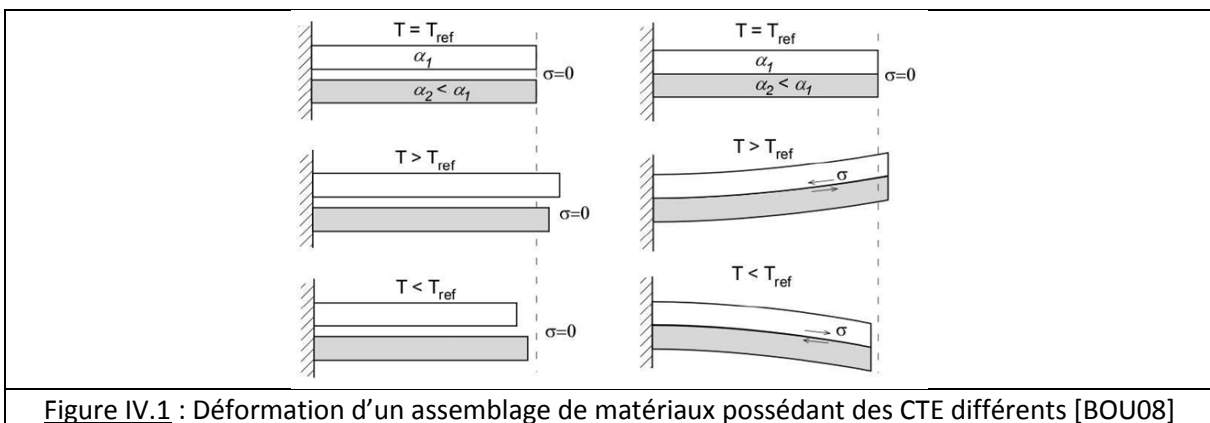 T = T_ref
α₁
α₂ < α₁
σ=0
T > T_ref
σ=0
T < T_ref
σ=0
T = T_ref
α₁
α₂ < α₁
σ=0
T > T_ref
σ
T < T_ref
σ
Figure IV.1 : Déformation d’un assemblage de matériaux possédant des CTE différents [BOU08]